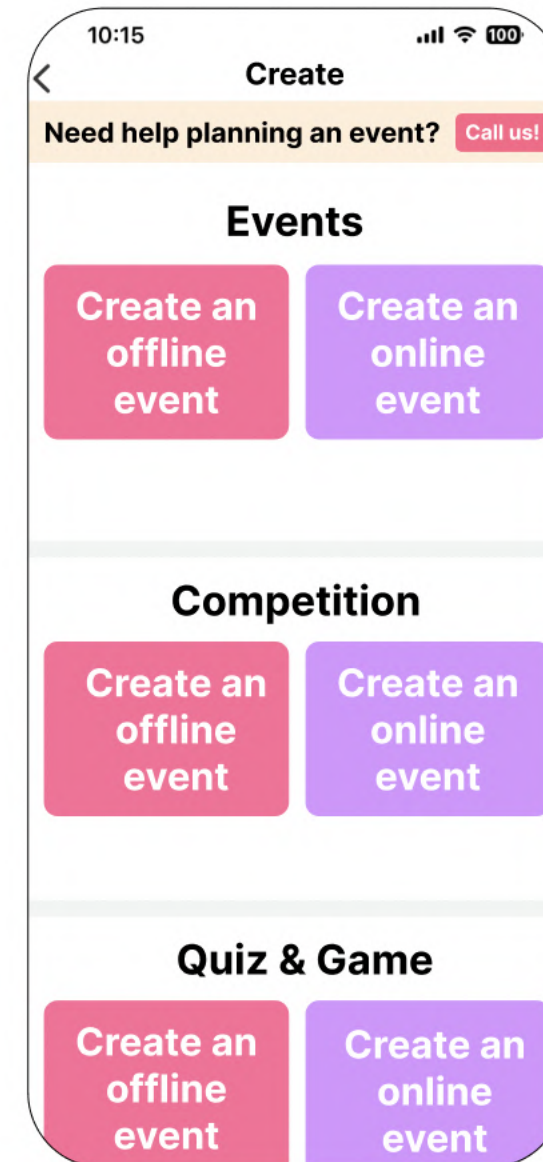 10:15
100
Create
Need help planning an event? Call us!
Events
Create an
offline
event
Create an
online
event
Competition
Create an
offline
event
Create an
online
event
Quiz & Game
Create an
offline
event
Create an
online
event